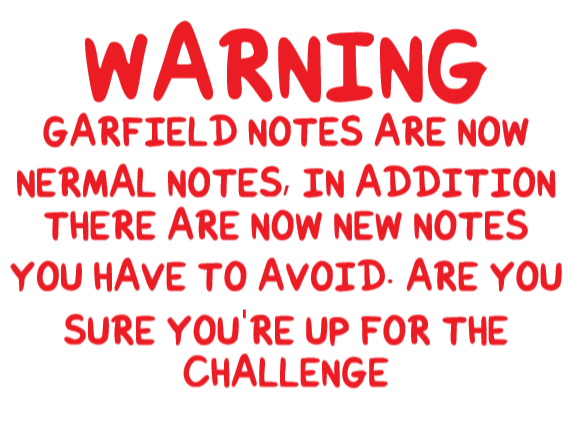 WARNING
GARFIELD NOTES ARE NOW
NERMAL NOTES, IN ADDITION
THERE ARE NOW NEW NOTES
YOU HAVE TO AVOID. ARE YOU
SURE YOU'RE UP FOR THE
CHALLENGE